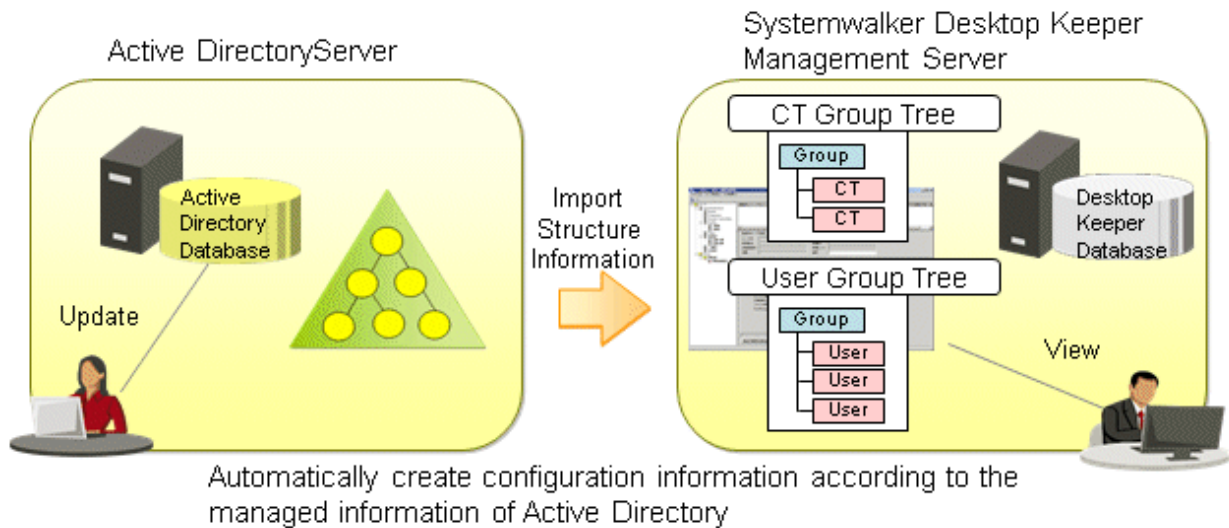 Active DirectoryServer
Systemwalker Desktop Keeper
Management Server
Active
Directory
Database
Update
Import
Structure
Information
CT Group Tree
Group
CT
CT
User Group Tree
Group
User
User
User
Desktop
Keeper
Database
View
Automatically create configuration information according to the
managed information of Active Directory